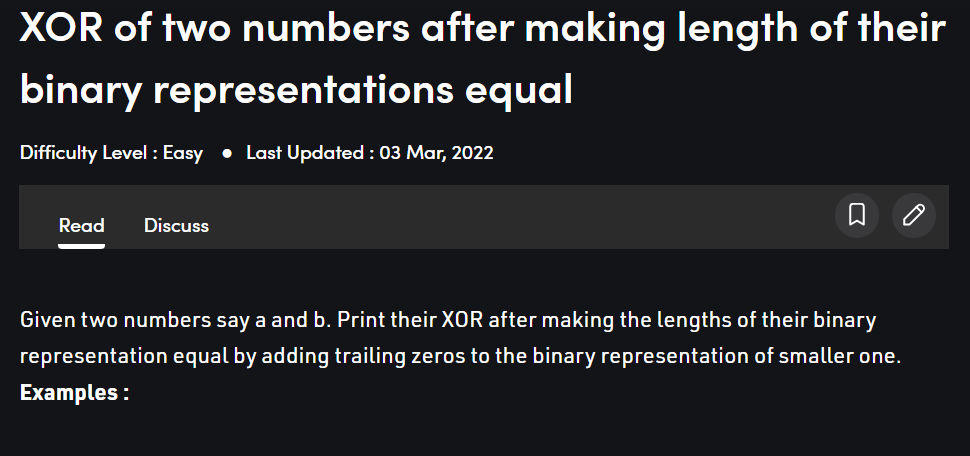 XOR of two numbers after making length of their
binary representations equal
Difficulty Level : Easy ● Last Updated : 03 Mar, 2022
Read Discuss
Given two numbers say a and b. Print their XOR after making the lengths of their binary
representation equal by adding trailing zeros to the binary representation of smaller one.
Examples :